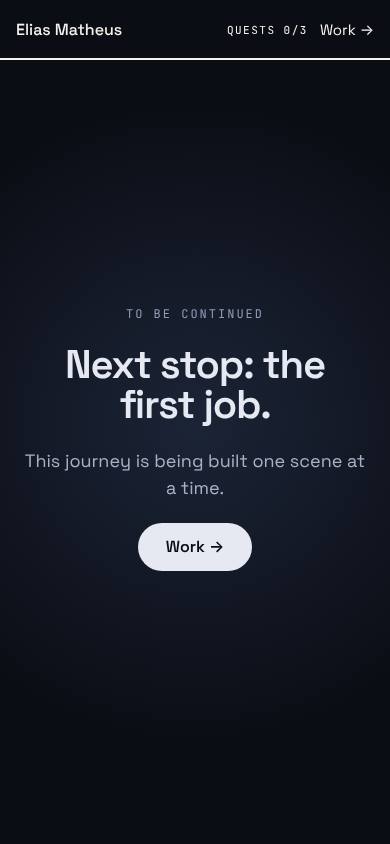 Elias Matheus
QUESTS 0/3
Work →
TO BE CONTINUED
Next stop: the
first job.
This journey is being built one scene at
a time.
Work →